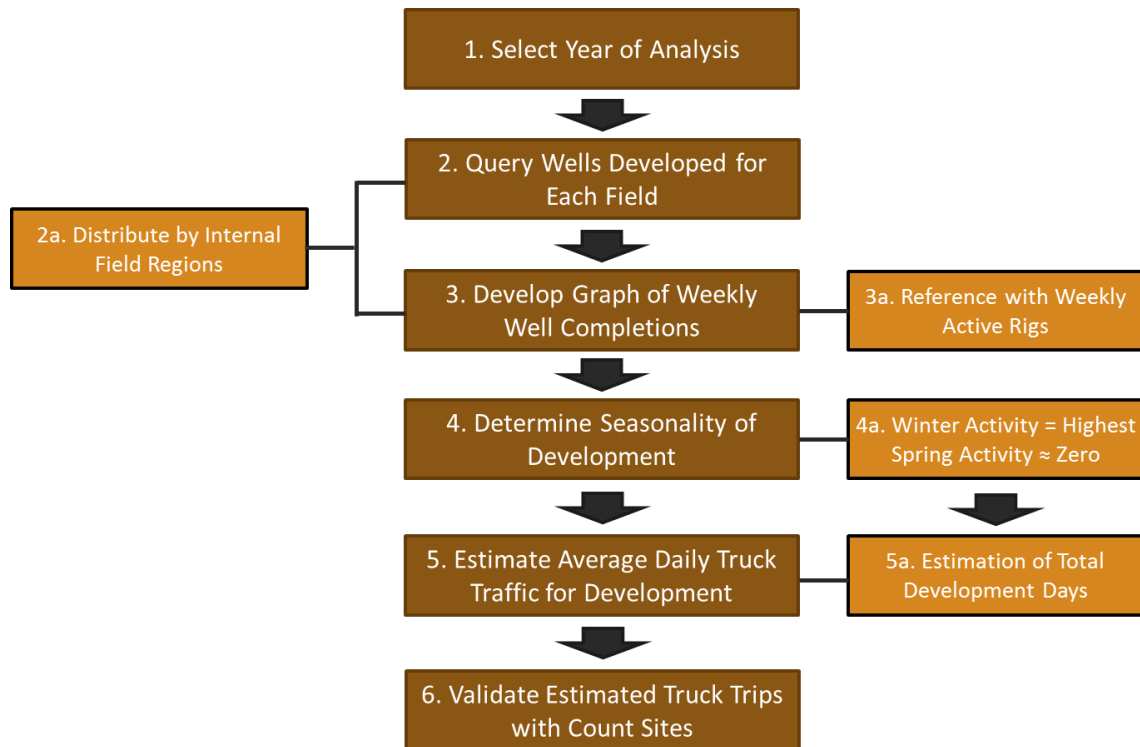 1. Select Year of Analysis
2. Query Wells Developed for
Each Field
2a. Distribute by Internal
Field Regions
3. Develop Graph of Weekly
Well Completions
3a. Reference with Weekly
Active Rigs
4. Determine Seasonality of
Development
4a. Winter Activity = Highest
Spring Activity ≈ Zero
5. Estimate Average Daily Truck
Traffic for Development
5a. Estimation of Total
Development Days
6. Validate Estimated Truck Trips
with Count Sites